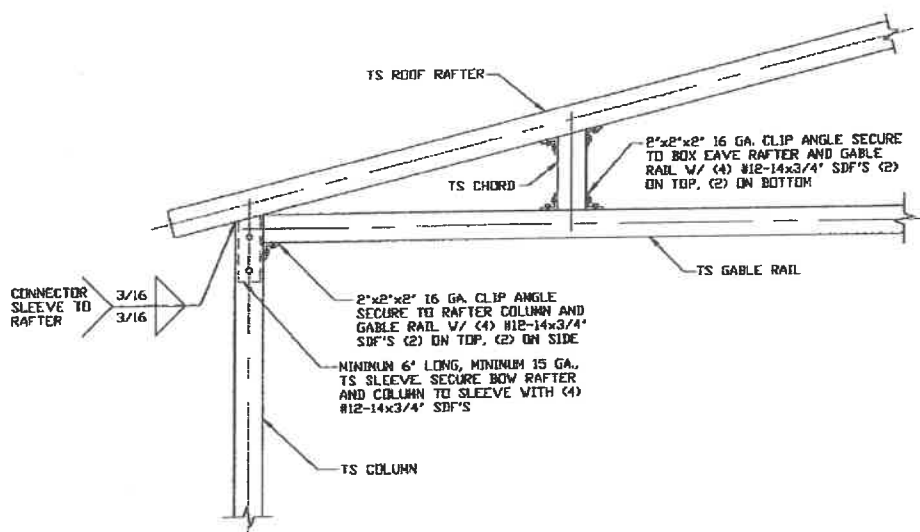 TS ROOF RAFTER
2"x2"x2" 16 GA. CLIP ANGLE SECURE
TO BOX EAVE RAFTER AND GABLE
RAIL W/ (4) #12-14x3/4" SDF'S (2)
ON TOP, (2) ON BOTTOM
TS CHORD
TS GABLE RAIL
CONNECTOR
SLEEVE TO
RAFTER
3/16
3/16
2"x2"x2" 16 GA. CLIP ANGLE
SECURE TO RAFTER COLUMN AND
GABLE RAIL W/ (4) #12-14x3/4"
SDF'S (2) ON TOP, (2) ON SIDE
MINIMUM 6" LONG, MINIMUM 15 GA.,
TS SLEEVE. SECURE BOW RAFTER
AND COLUMN TO SLEEVE WITH (4)
#12-14x3/4" SDF'S
TS COLUMN